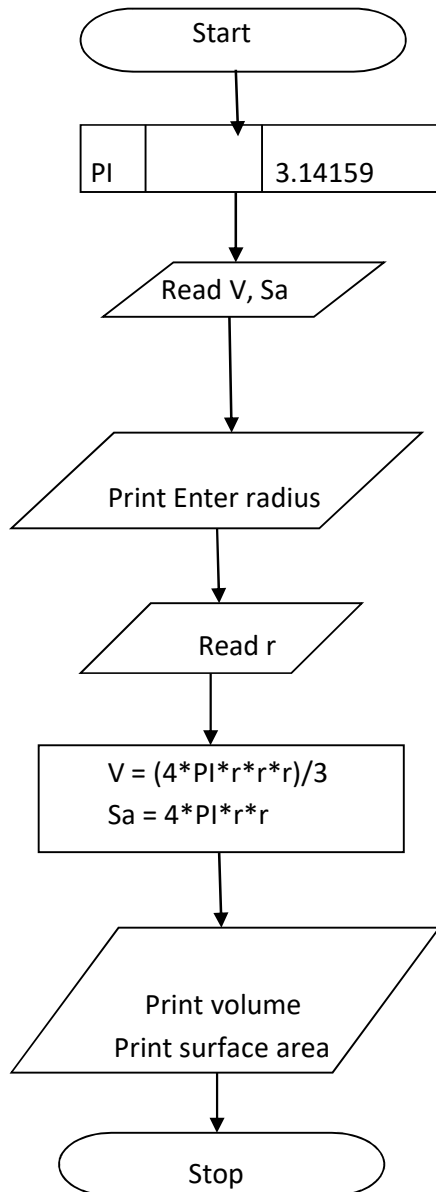 Start
PI 3.14159
Read V, Sa
Print Enter radius
Read r
V = (4*PI*r*r*r)/3
Sa = 4*PI*r*r
Print volume
Print surface area
Stop